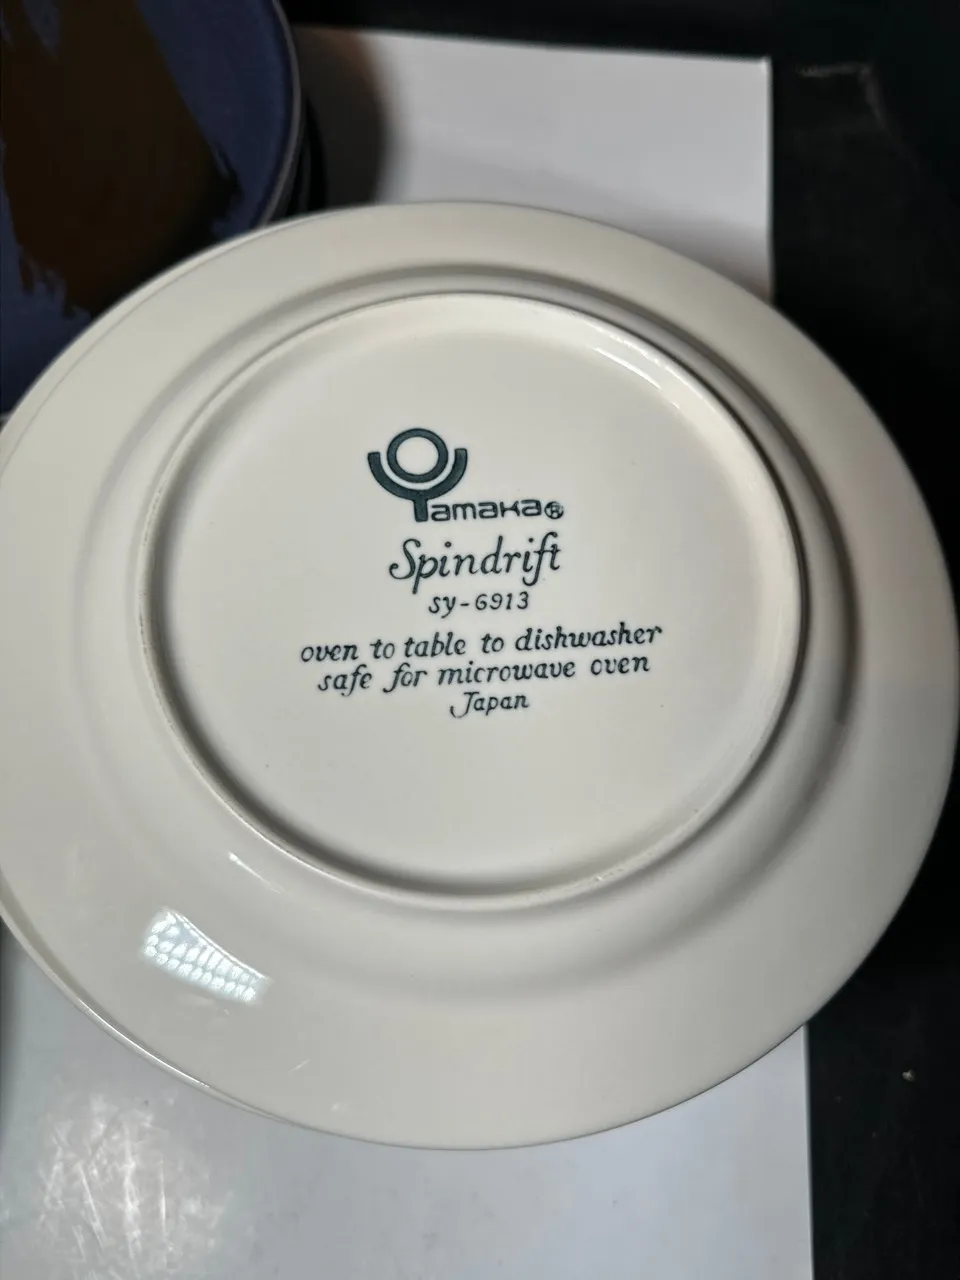 Yamaka®
Spindrift
sy-6913
oven to table to dishwasher
safe for microwave oven
Japan